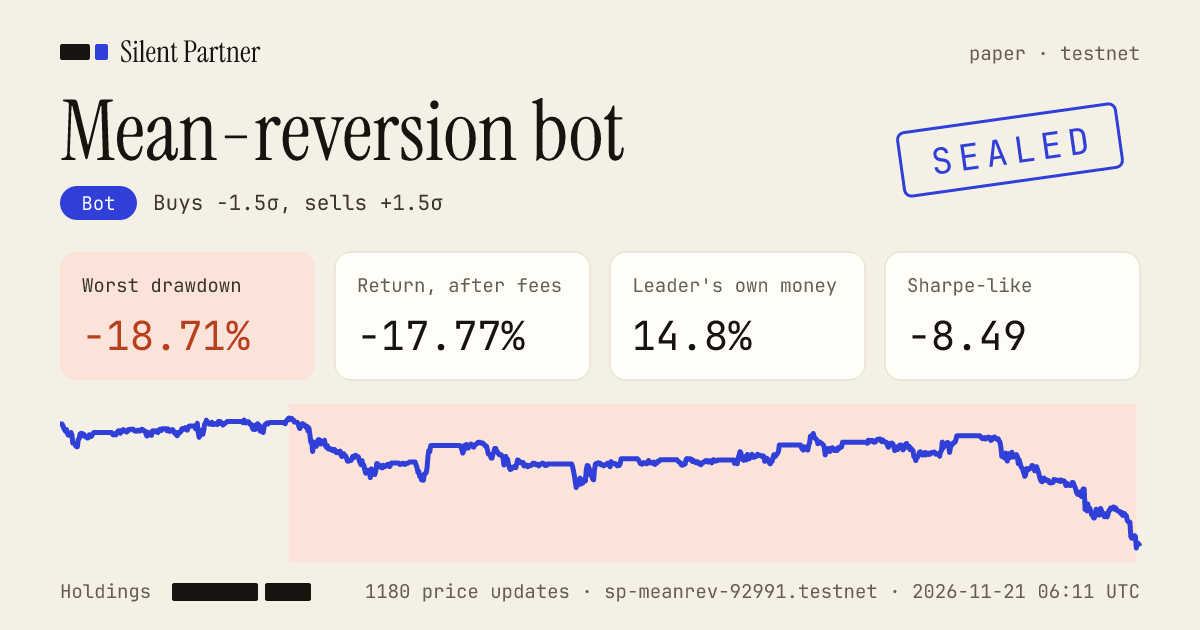 Silent Partner
paper · testnet
Mean-reversion bot
SEALED
Bot
Buys -1.5σ, sells +1.5σ
Worst drawdown
-18.71%
Return, after fees
-17.77%
Leader's own money
14.8%
Sharpe-like
-8.49
Holdings
1180 price updates · sp-meanrev-92991.testnet · 2026-11-21 06:11 UTC